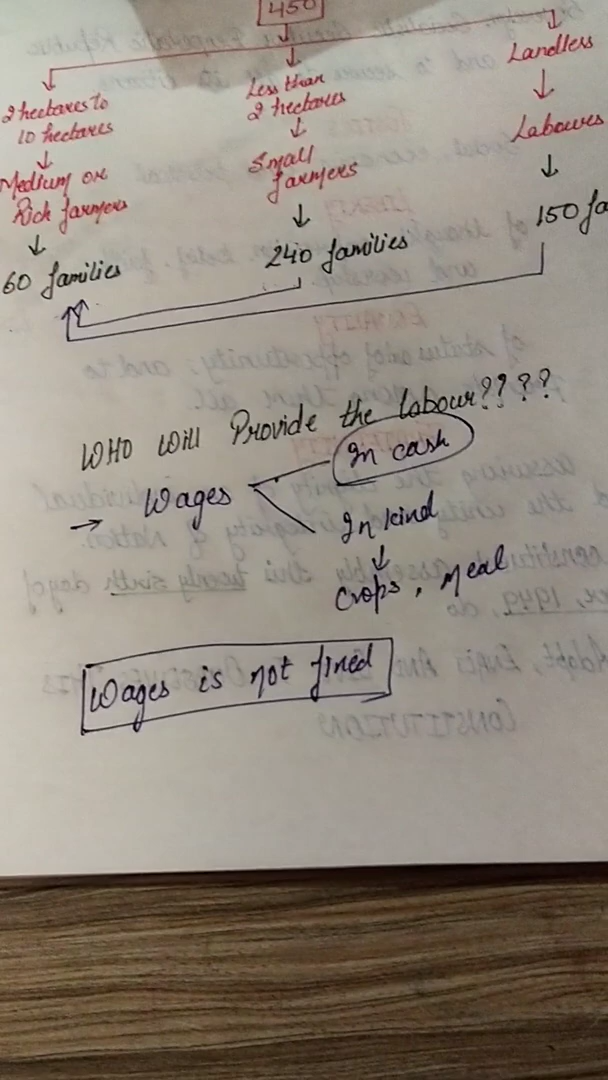 450
2 hectares to
10 hectares
Medium or
Rich farmers
60 families
Less than
2 hectares
Small
farmers
240 families
Landless
Labours
150 fa
WHO Will Provide the labour????
→ Wages
In cash
In kind
Crops, Meal
Wages is not fined